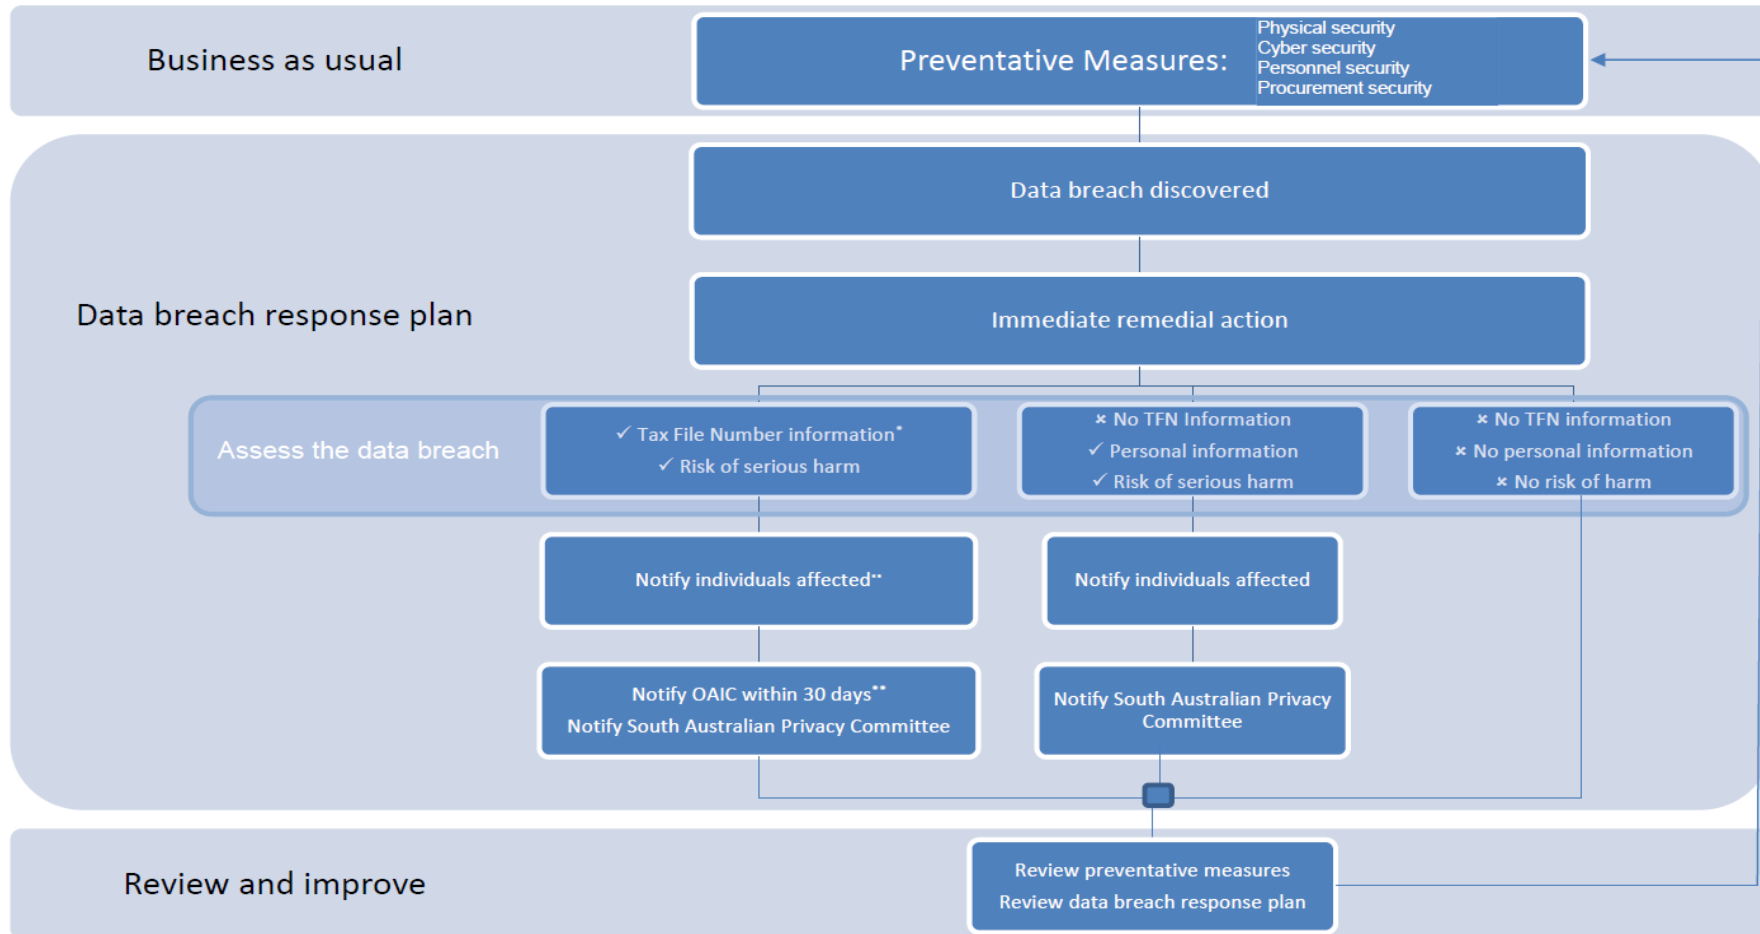 Business as usual
Preventative Measures:
Physical security
Cyber security
Personnel security
Procurement security
Data breach discovered
Data breach response plan
Immediate remedial action
Assess the data breach
✓ Tax File Number information*
✓ Risk of serious harm
× No TFN Information
✓ Personal information
✓ Risk of serious harm
× No TFN information
× No personal information
× No risk of harm
Notify individuals affected**
Notify individuals affected
Notify OAIC within 30 days**
Notify South Australian Privacy Committee
Notify South Australian Privacy
Committee
Review and improve
Review preventative measures
Review data breach response plan